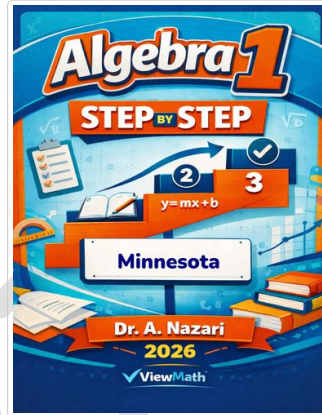 Algebra 1
STEP BY STEP
2
3
y=mx+b
Minnesota
Dr. A. Nazari
2026
ViewMath